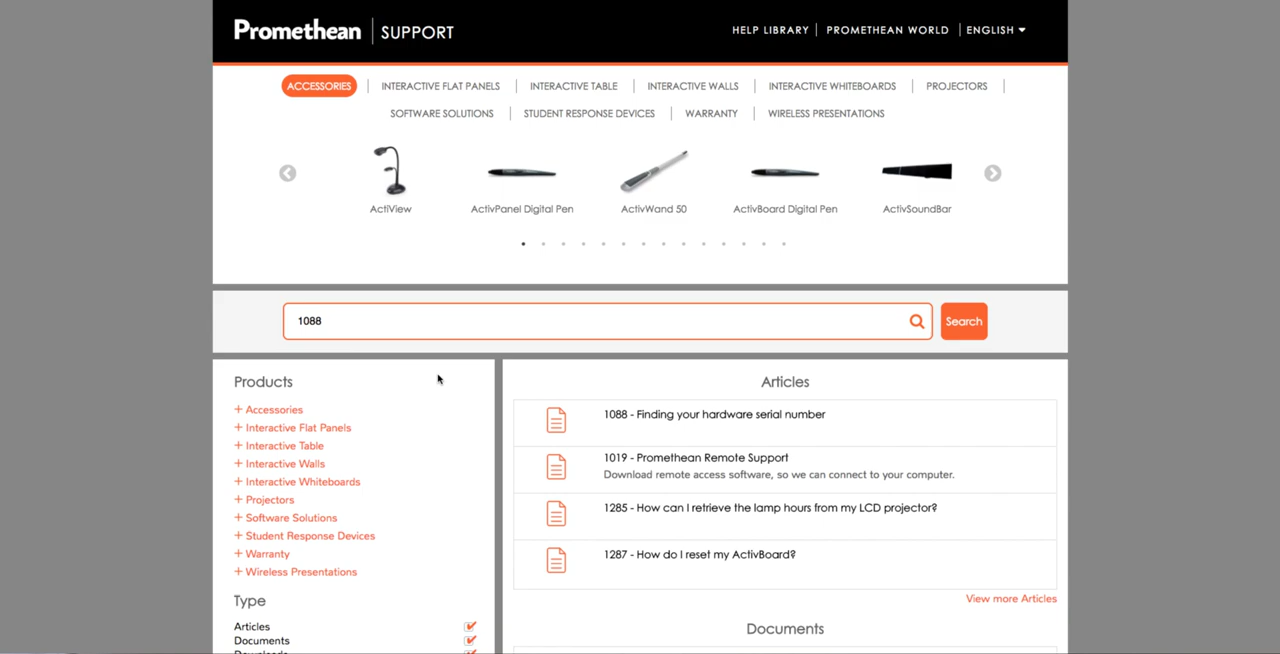 Promethean SUPPORT
HELP LIBRARY PROMETHEAN WORLD ENGLISH
ACCESSORIES INTERACTIVE FLAT PANELS INTERACTIVE TABLE INTERACTIVE WALLS INTERACTIVE WHITEBOARDS PROJECTORS
SOFTWARE SOLUTIONS STUDENT RESPONSE DEVICES WARRANTY WIRELESS PRESENTATIONS
ActiView ActivPanel Digital Pen ActivWand 50 ActivBoard Digital Pen ActivSoundBar
1088 Search
Products
+ Accessories
+ Interactive Flat Panels
+ Interactive Table
+ Interactive Walls
+ Interactive Whiteboards
+ Projectors
+ Software Solutions
+ Student Response Devices
+ Warranty
+ Wireless Presentations
Type
Articles
Documents
Downloads
Articles
1088 - Finding your hardware serial number
1019 - Promethean Remote Support
Download remote access software, so we can connect to your computer.
1285 - How can I retrieve the lamp hours from my LCD projector?
1287 - How do I reset my ActivBoard?
View more Articles
Documents